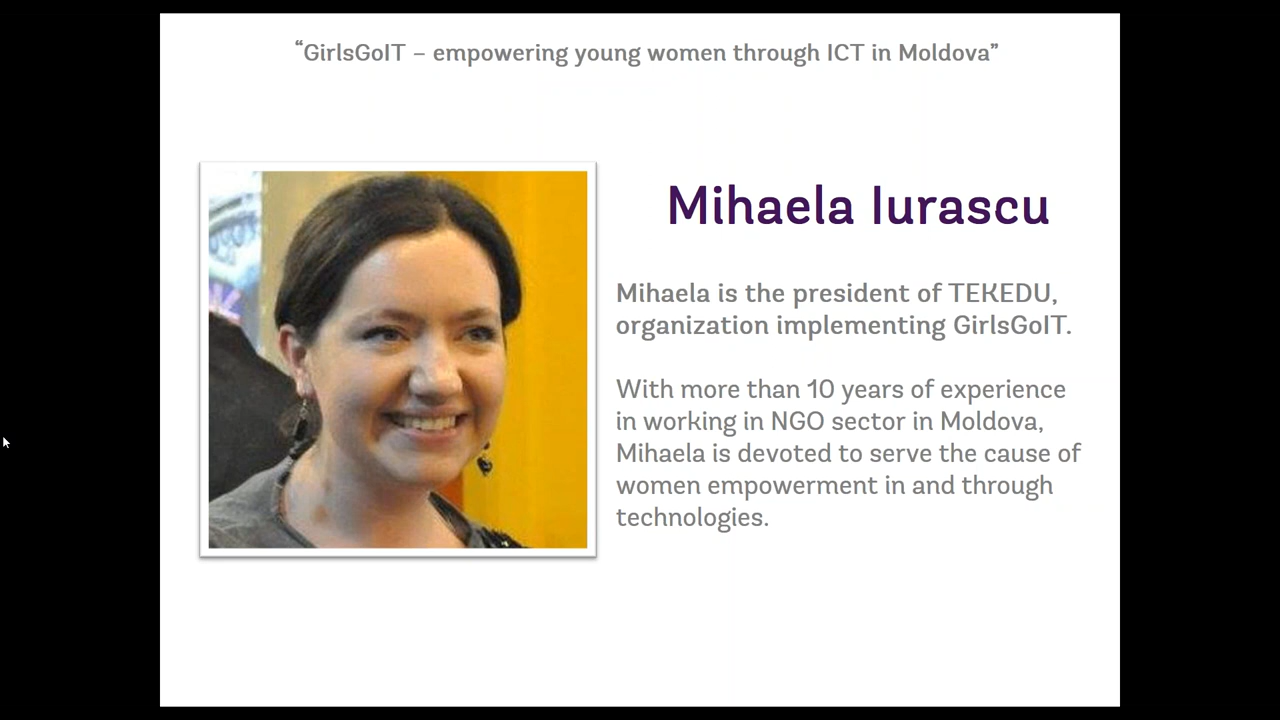 “GirlsGoIT – empowering young women through ICT in Moldova”
Mihaela Iurascu
Mihaela is the president of TEKEDU,
organization implementing GirlsGoIT.
With more than 10 years of experience
in working in NGO sector in Moldova,
Mihaela is devoted to serve the cause of
women empowerment in and through
technologies.